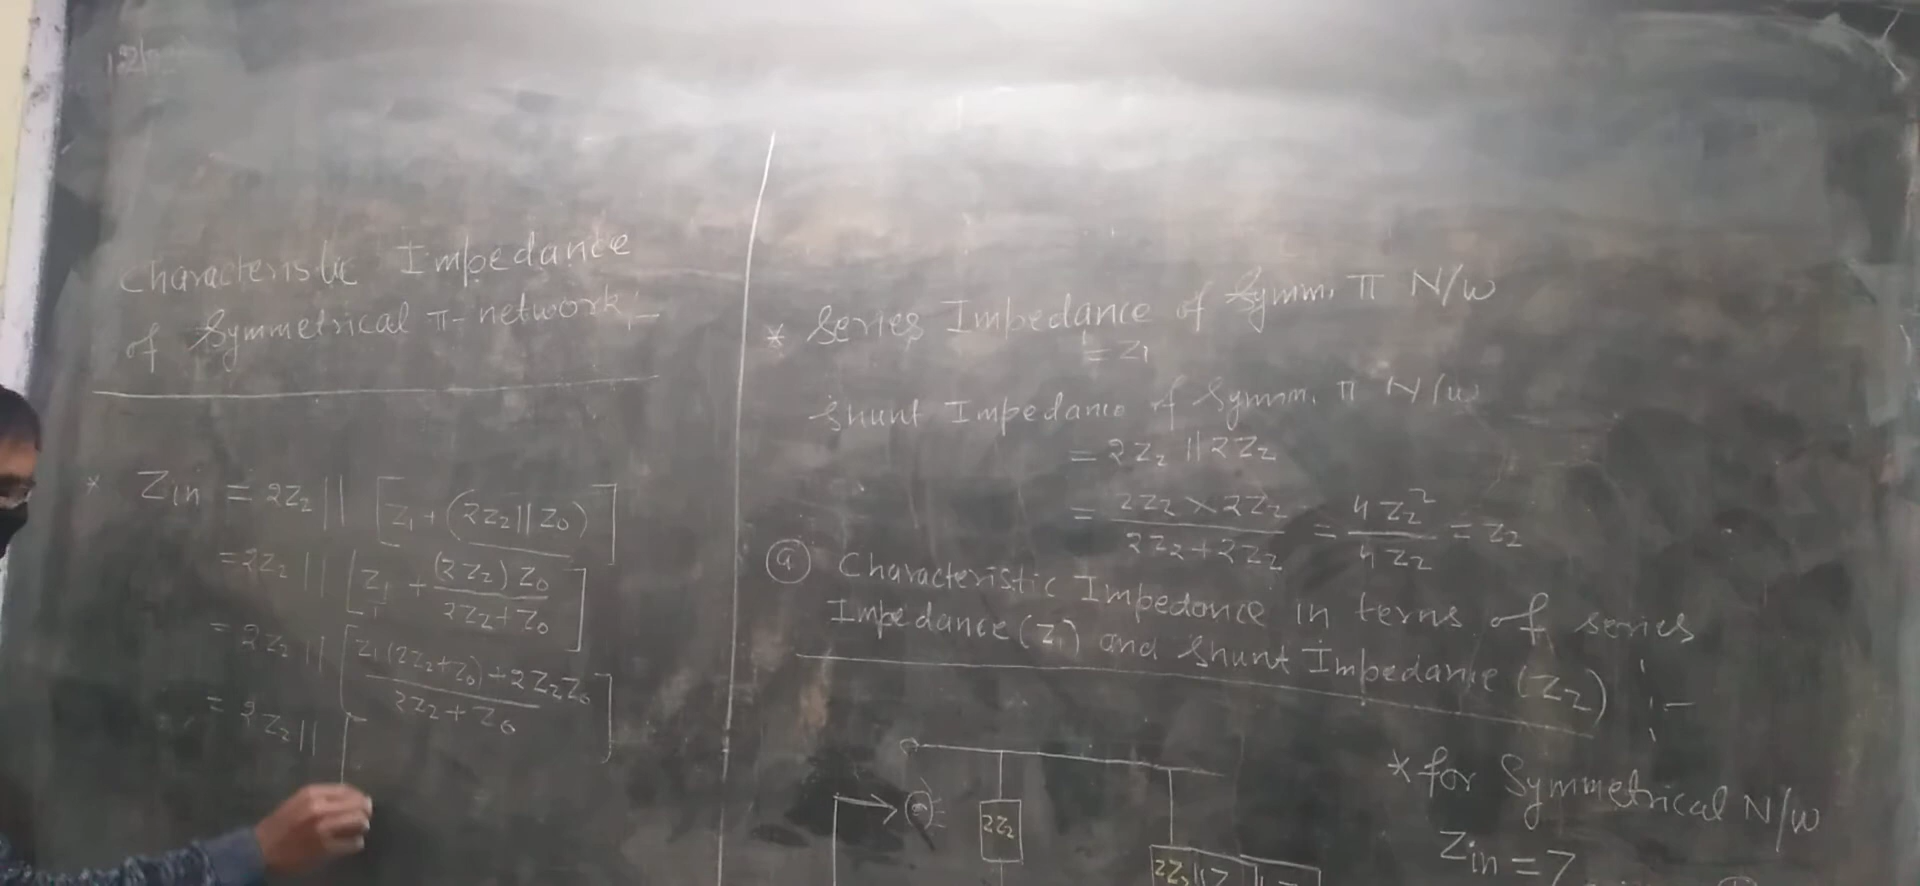 Characteristic Impedance
of Symmetrical π-network:-
* Zin = 2Z₂ || [Z₁ + (2Z₂ || Z₀)]
= 2Z₂ || [Z₁ + (2Z₂) Z₀ / 2Z₂ + Z₀]
= 2Z₂ || [Z₁(2Z₂+Z₀) + 2Z₂Z₀ / 2Z₂ + Z₀]
= 2Z₂ || [
* Series Impedance of Symm. π N/W
= Z₁
Shunt Impedance of Symm. π N/W
= 2Z₂ || 2Z₂
= 2Z₂ × 2Z₂ / 2Z₂ + 2Z₂ = 4Z₂² / 4Z₂ = Z₂
(a) Characteristic Impedance in terms of series
Impedance (Z₁) and Shunt Impedance (Z₂) :-
2Z₂
2Z₂
* for Symmetrical N/W
Zin = Z